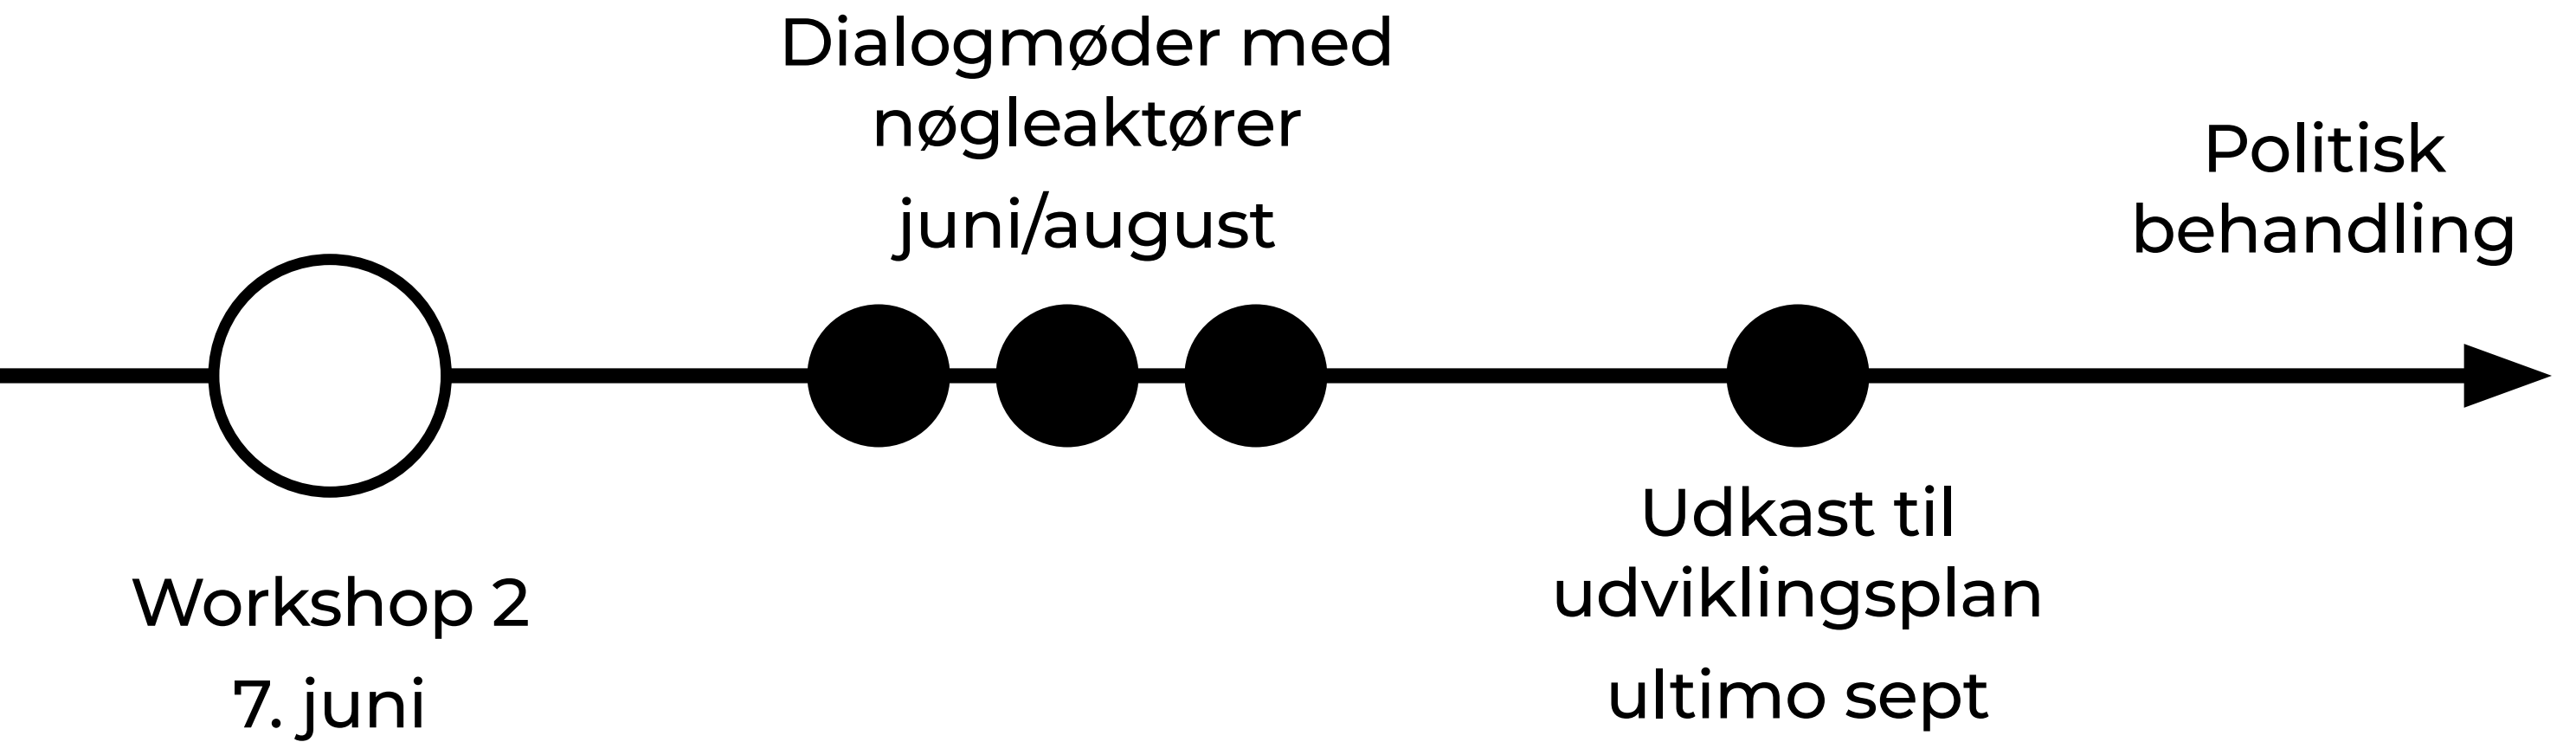 Dialogmøder med
nøgleaktører
juni/august
Politisk
behandling
Workshop 2
7. juni
Udkast til
udviklingsplan
ultimo sept